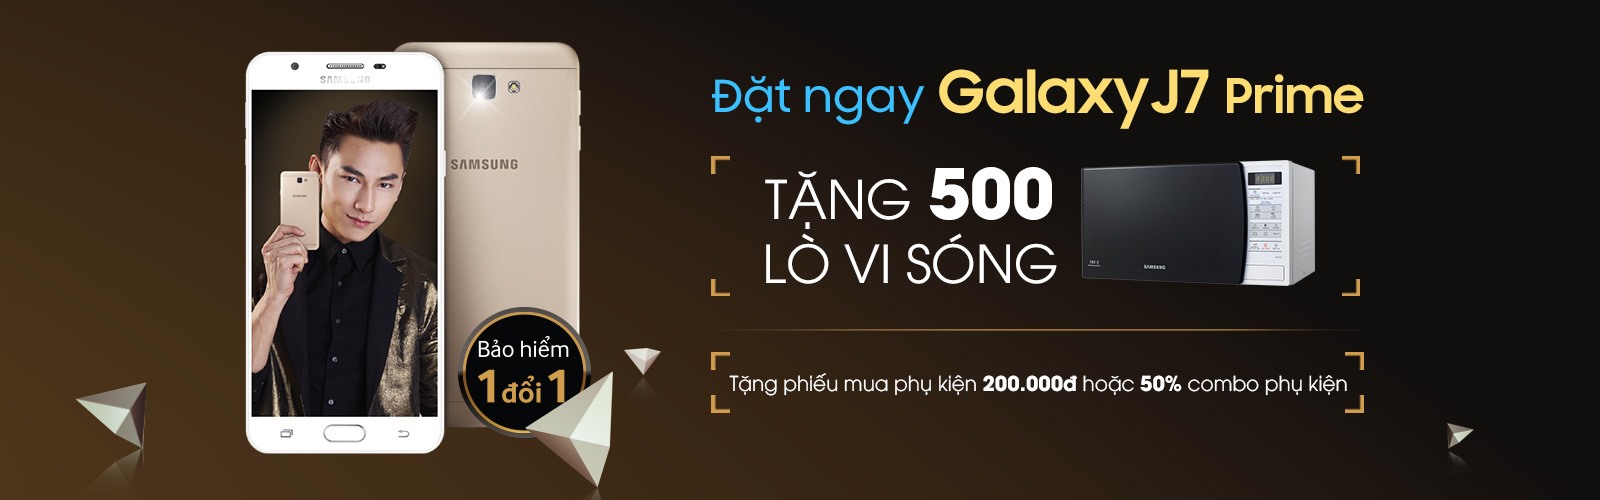 SAMSUNG
SAMSUNG
Đặt ngay Galaxy J7 Prime
TẶNG 500
LÒ VI SÓNG
SAMSUNG
Bảo hiểm
1 đổi 1
Tặng phiếu mua phụ kiện 200.000đ hoặc 50% combo phụ kiện